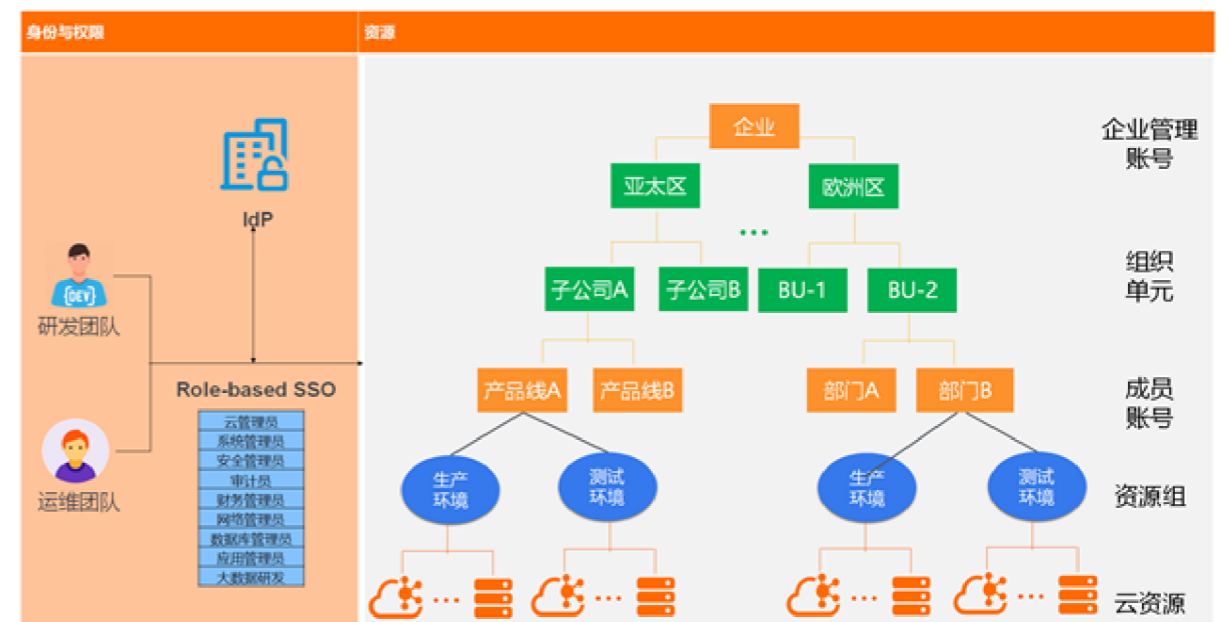 身份与权限
资源
IdP
{DEV}
研发团队
运维团队
Role-based SSO
云管理员
系统管理员
安全管理员
审计员
财务管理员
网络管理员
数据库管理员
应用管理员
大数据研发
企业
企业管理
账号
亚太区
欧洲区
...
组织
单元
子公司A
子公司B
BU-1
BU-2
成员
账号
产品线A
产品线B
部门A
部门B
资源组
生产
环境
测试
环境
生产
环境
测试
环境
...
...
...
...
云资源